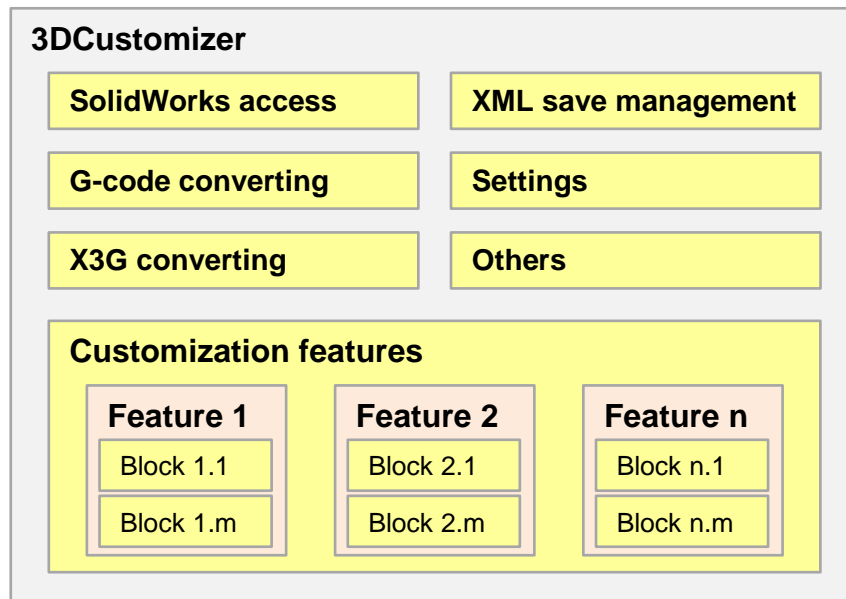 3DCustomizer
SolidWorks access
XML save management
G-code converting
Settings
X3G converting
Others
Customization features
Feature 1
Block 1.1
Block 1.m
Feature 2
Block 2.1
Block 2.m
Feature n
Block n.1
Block n.m